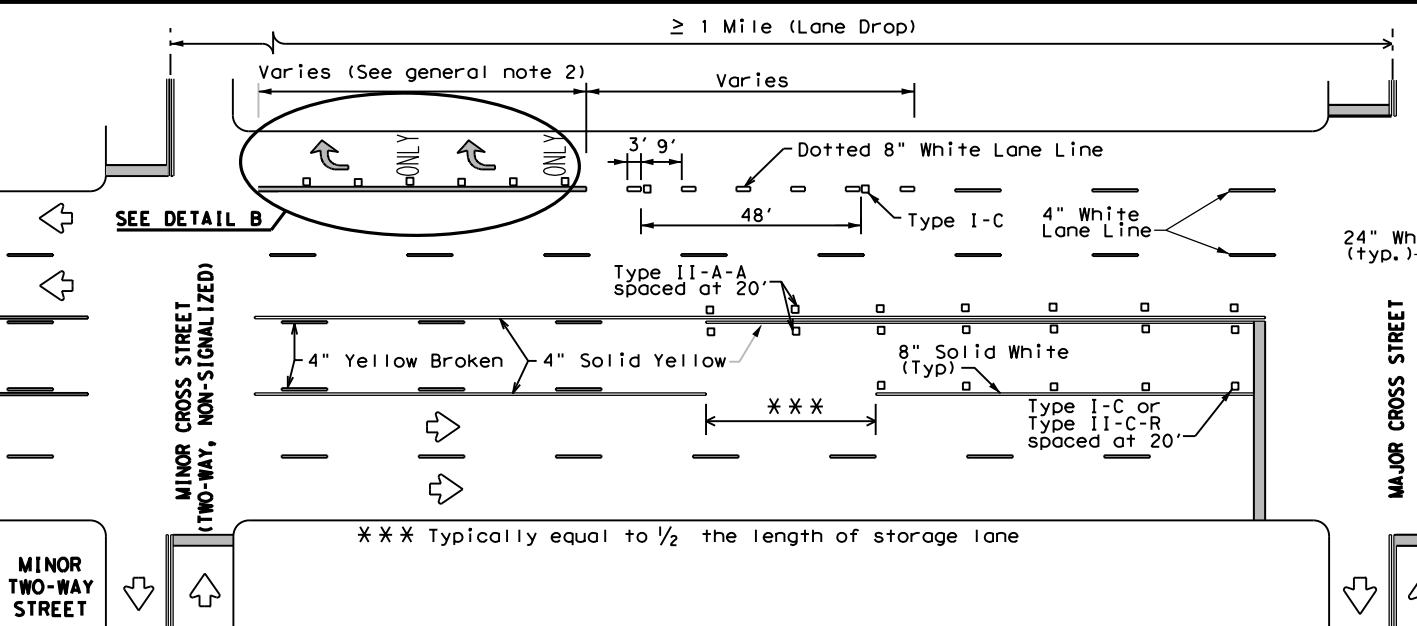 ≥ 1 Mile (Lane Drop)
Varies (See general note 2)
Varies
ONLY
ONLY
3' 9'
Dotted 8" White Lane Line
SEE DETAIL B
48'
Type I-C
4" White
Lane Line
24" Wh
(typ.)
Type II-A-A
spaced at 20'
4" Yellow Broken
4" Solid Yellow
8" Solid White
(Typ)
***
Type I-C or
Type II-C-R
spaced at 20'
MINOR CROSS STREET
(TWO-WAY, NON-SIGNALIZED)
MAJOR CROSS STREET
*** Typically equal to ½ the length of storage lane
MINOR
TWO-WAY
STREET